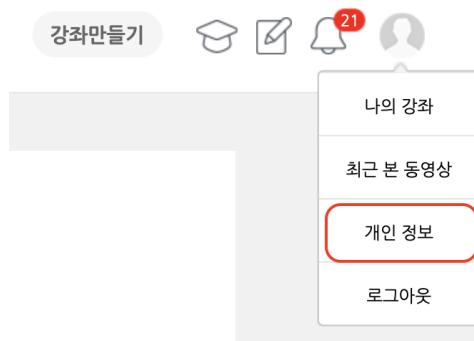 강좌만들기
21
나의 강좌
최근 본 동영상
개인 정보
로그아웃